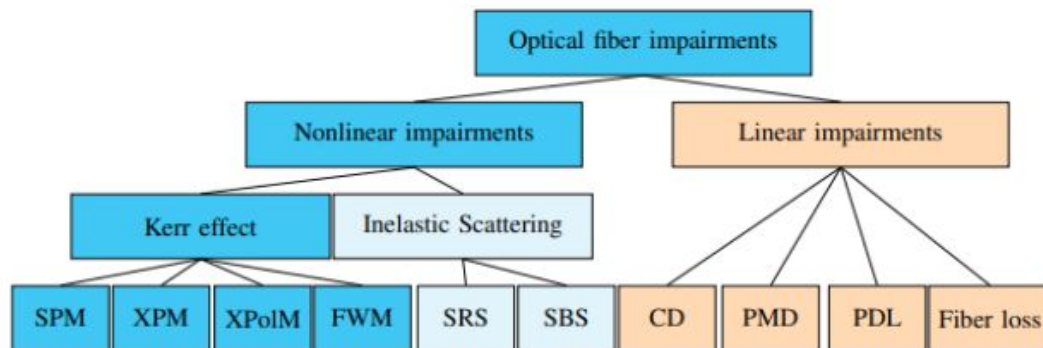 Optical fiber impairments
Nonlinear impairments
Linear impairments
Kerr effect
Inelastic Scattering
SPM
XPM
XPolM
FWM
SRS
SBS
CD
PMD
PDL
Fiber loss